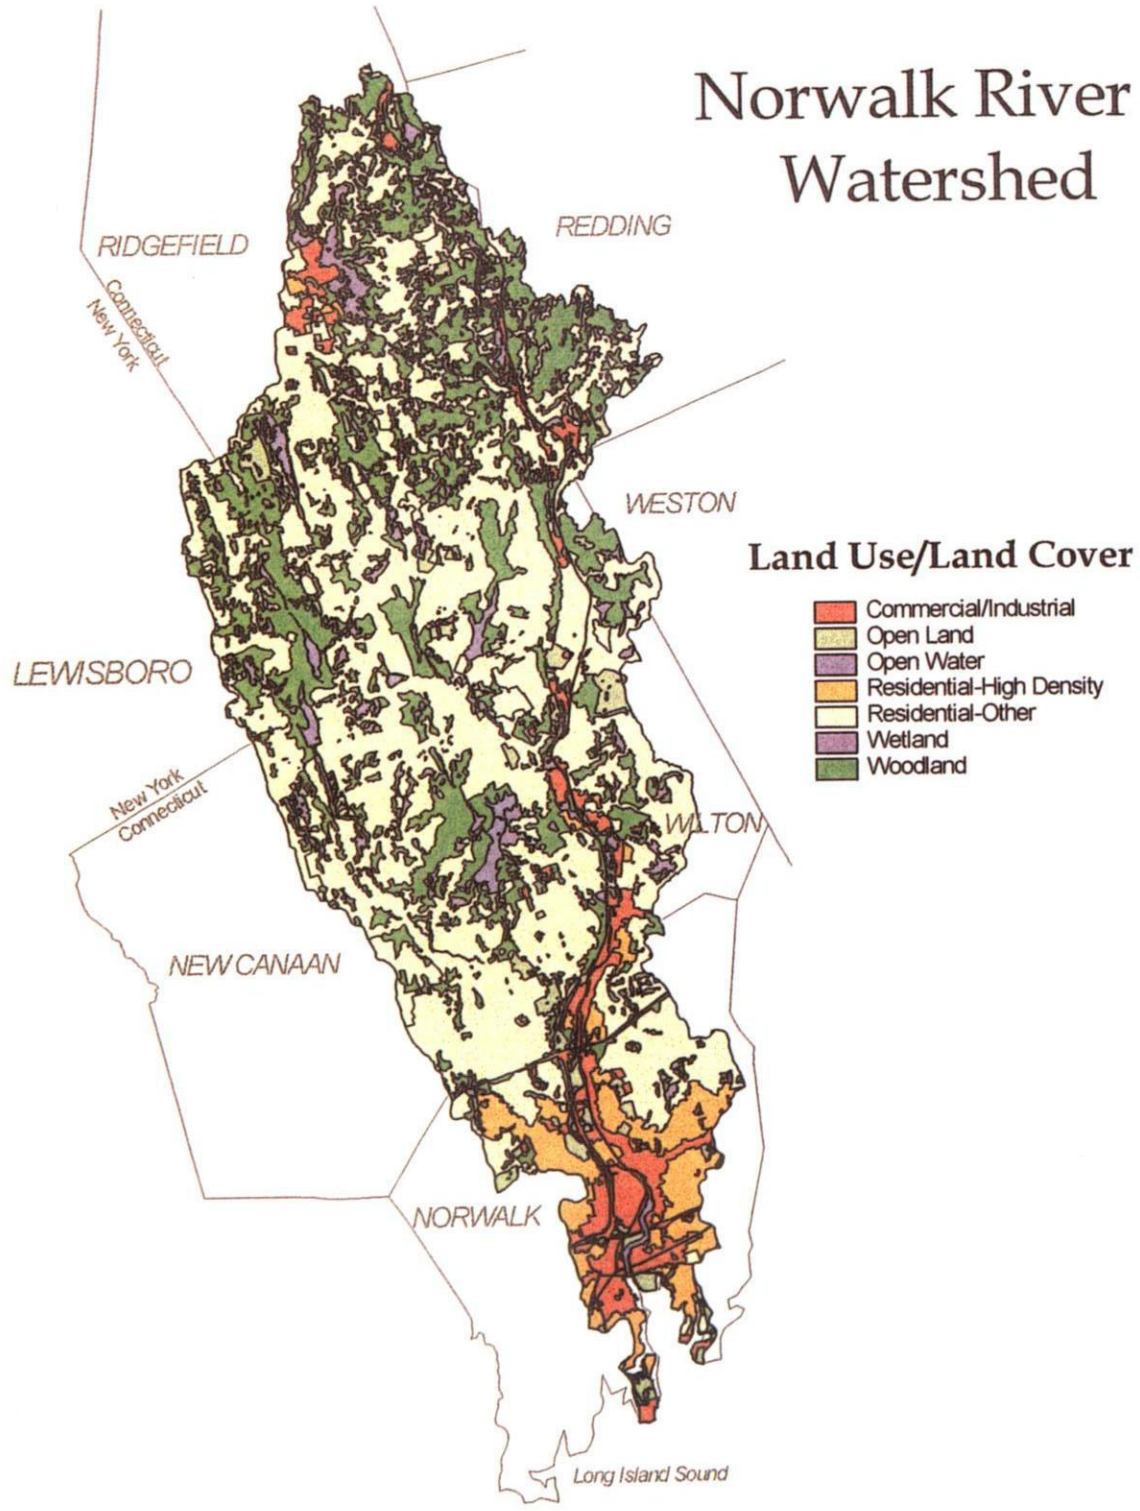 Norwalk River
Watershed
REDDING
RIDGEFIELD
Connecticut
New York
WESTON
Land Use/Land Cover
Commercial/Industrial
Open Land
Open Water
Residential-High Density
Residential-Other
Wetland
Woodland
LEWISBORO
New York
Connecticut
WILTON
NEW CANAAN
NORWALK
Long Island Sound